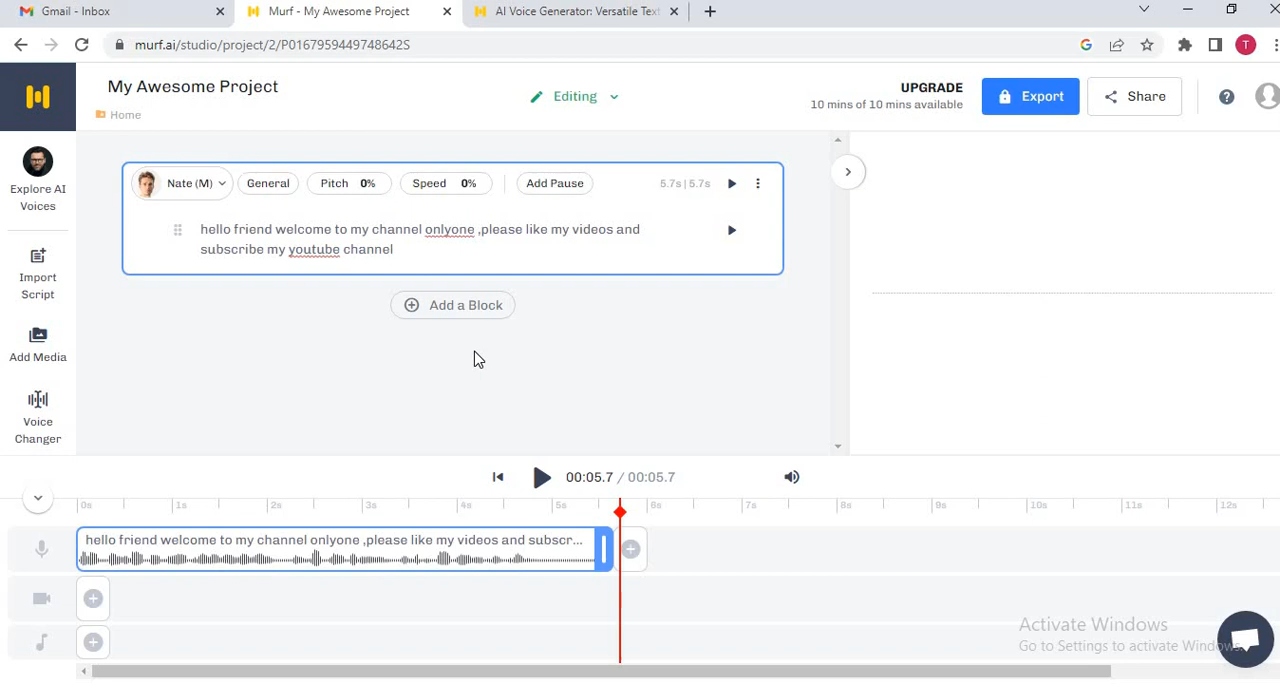 Gmail - Inbox
Murf - My Awesome Project
AI Voice Generator: Versatile Text
murf.ai/studio/project/2/P016795944974864​2S
T
My Awesome Project
Home
Editing
UPGRADE
10 mins of 10 mins available
Export
Share
Explore AI
Voices
Import
Script
Add Media
Voice
Changer
Nate (M)
General
Pitch 0%
Speed 0%
Add Pause
5.7s | 5.7s
hello friend welcome to my channel onlyone ,please like my videos and
subscribe my youtube channel
Add a Block
00:05.7 / 00:05.7
0s 1s 2s 3s 4s 5s 6s 7s 8s 9s 10s 11s 12s
hello friend welcome to my channel onlyone ,please like my videos and subscr...
Activate Windows
Go to Settings to activate Windows.